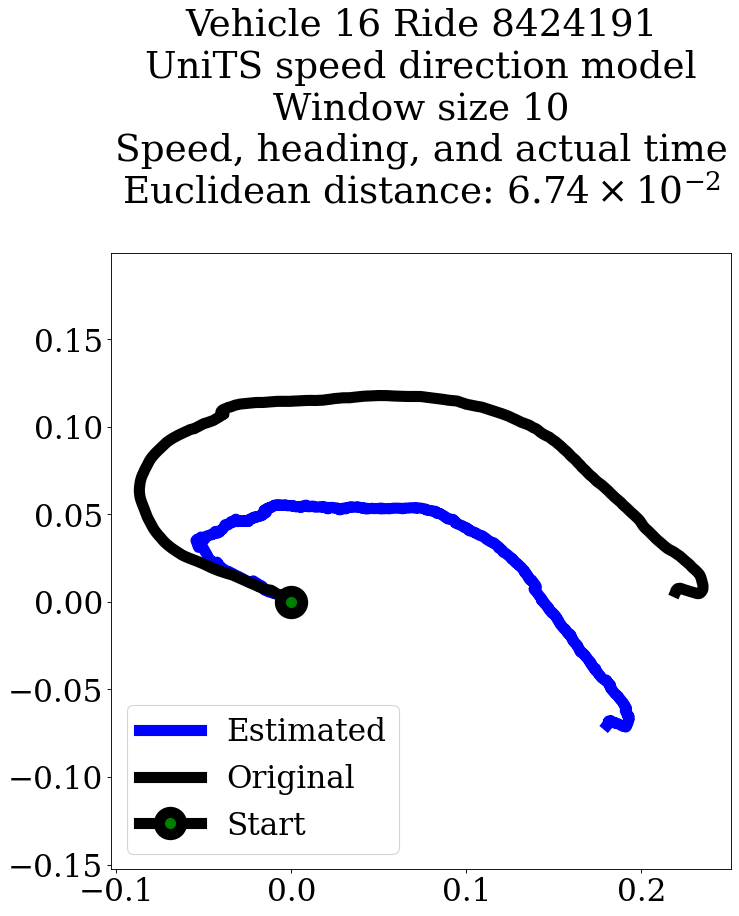 Vehicle 16 Ride 8424191
UniTS speed direction model
Window size 10
Speed, heading, and actual time
Euclidean distance: 6.74 × 10⁻²
0.15
0.10
0.05
0.00
−0.05
−0.10
−0.15
−0.1
0.0
0.1
0.2
Estimated
Original
Start